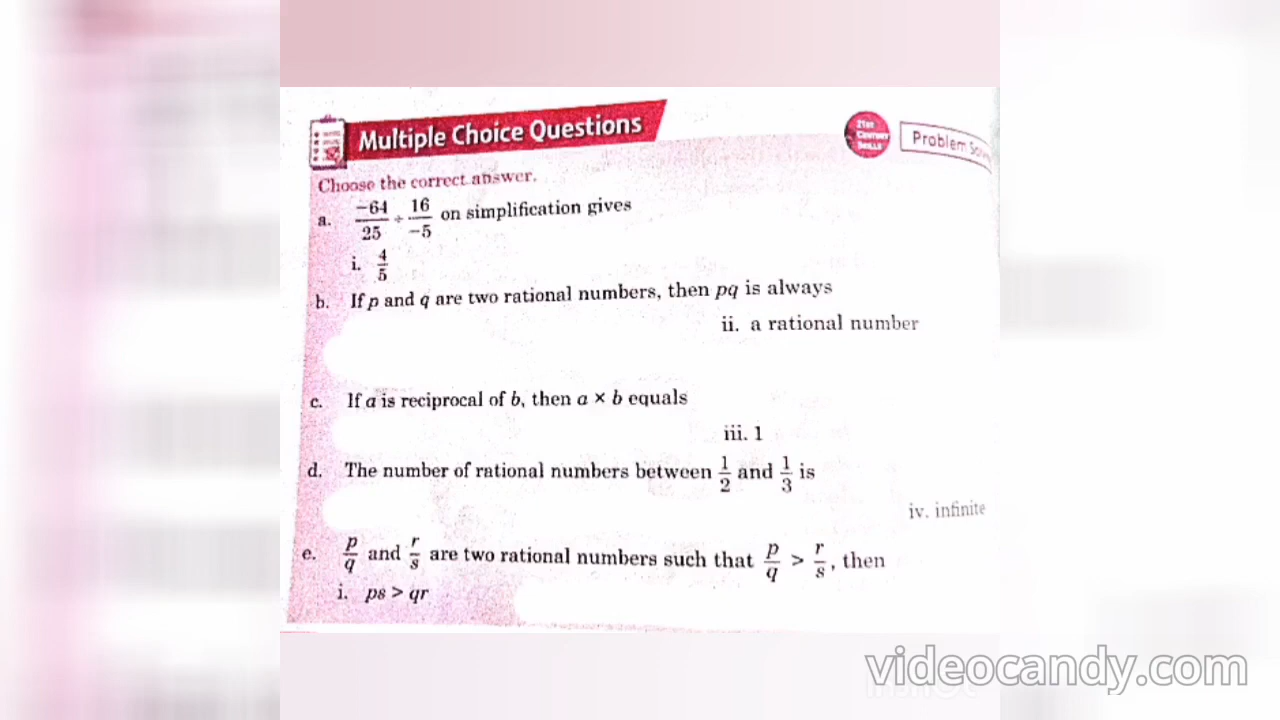 Multiple Choice Questions
21st
CENTURY
SKILLS
Problem
Choose the correct answer.
a. -64/25 ÷ 16/-5 on simplification gives
i. 4/5
b. If p and q are two rational numbers, then pq is always
ii. a rational number
c. If a is reciprocal of b, then a × b equals
iii. 1
d. The number of rational numbers between 1/2 and 1/3 is
iv. infinite
e. p/q and r/s are two rational numbers such that p/q > r/s, then
i. ps > qr
videocandy.com